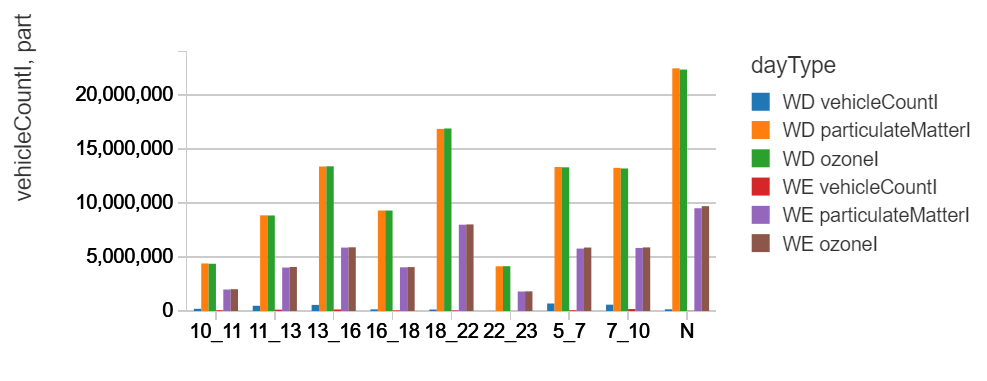 vehicleCountI, part
20,000,000
15,000,000
10,000,000
5,000,000
0
10_11 11_13 13_16 16_18 18_22 22_23 5_7 7_10 N
dayType
WD vehicleCountI
WD particulateMatterI
WD ozoneI
WE vehicleCountI
WE particulateMatterI
WE ozoneI